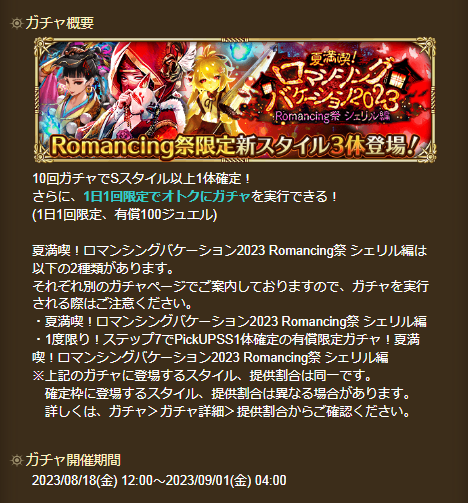 ガチャ概要
夏満喫!
ロマンシング
バケーション2023
Romancing祭 シェリル編
Romancing祭限定新スタイル3体登場!
10回ガチャでSスタイル以上1体確定!
さらに、1日1回限定でオトクにガチャを実行できる!
(1日1回限定、有償100ジュエル)
夏満喫!ロマンシングバケーション2023 Romancing祭 シェリル編は
以下の2種類があります。
それぞれ別のガチャページでご案内しておりますので、ガチャを実行
される際はご注意ください。
・夏満喫!ロマンシングバケーション2023 Romancing祭 シェリル編
・1度限り!ステップ7でPickUPSS1体確定の有償限定ガチャ!夏満
喫!ロマンシングバケーション2023 Romancing祭 シェリル編
※上記のガチャに登場するスタイル、提供割合は同一です。
確定枠に登場するスタイル、提供割合は異なる場合があります。
詳しくは、ガチャ>ガチャ詳細>提供割合からご確認ください。
ガチャ開催期間
2023/08/18(金) 12:00～2023/09/01(金) 04:00